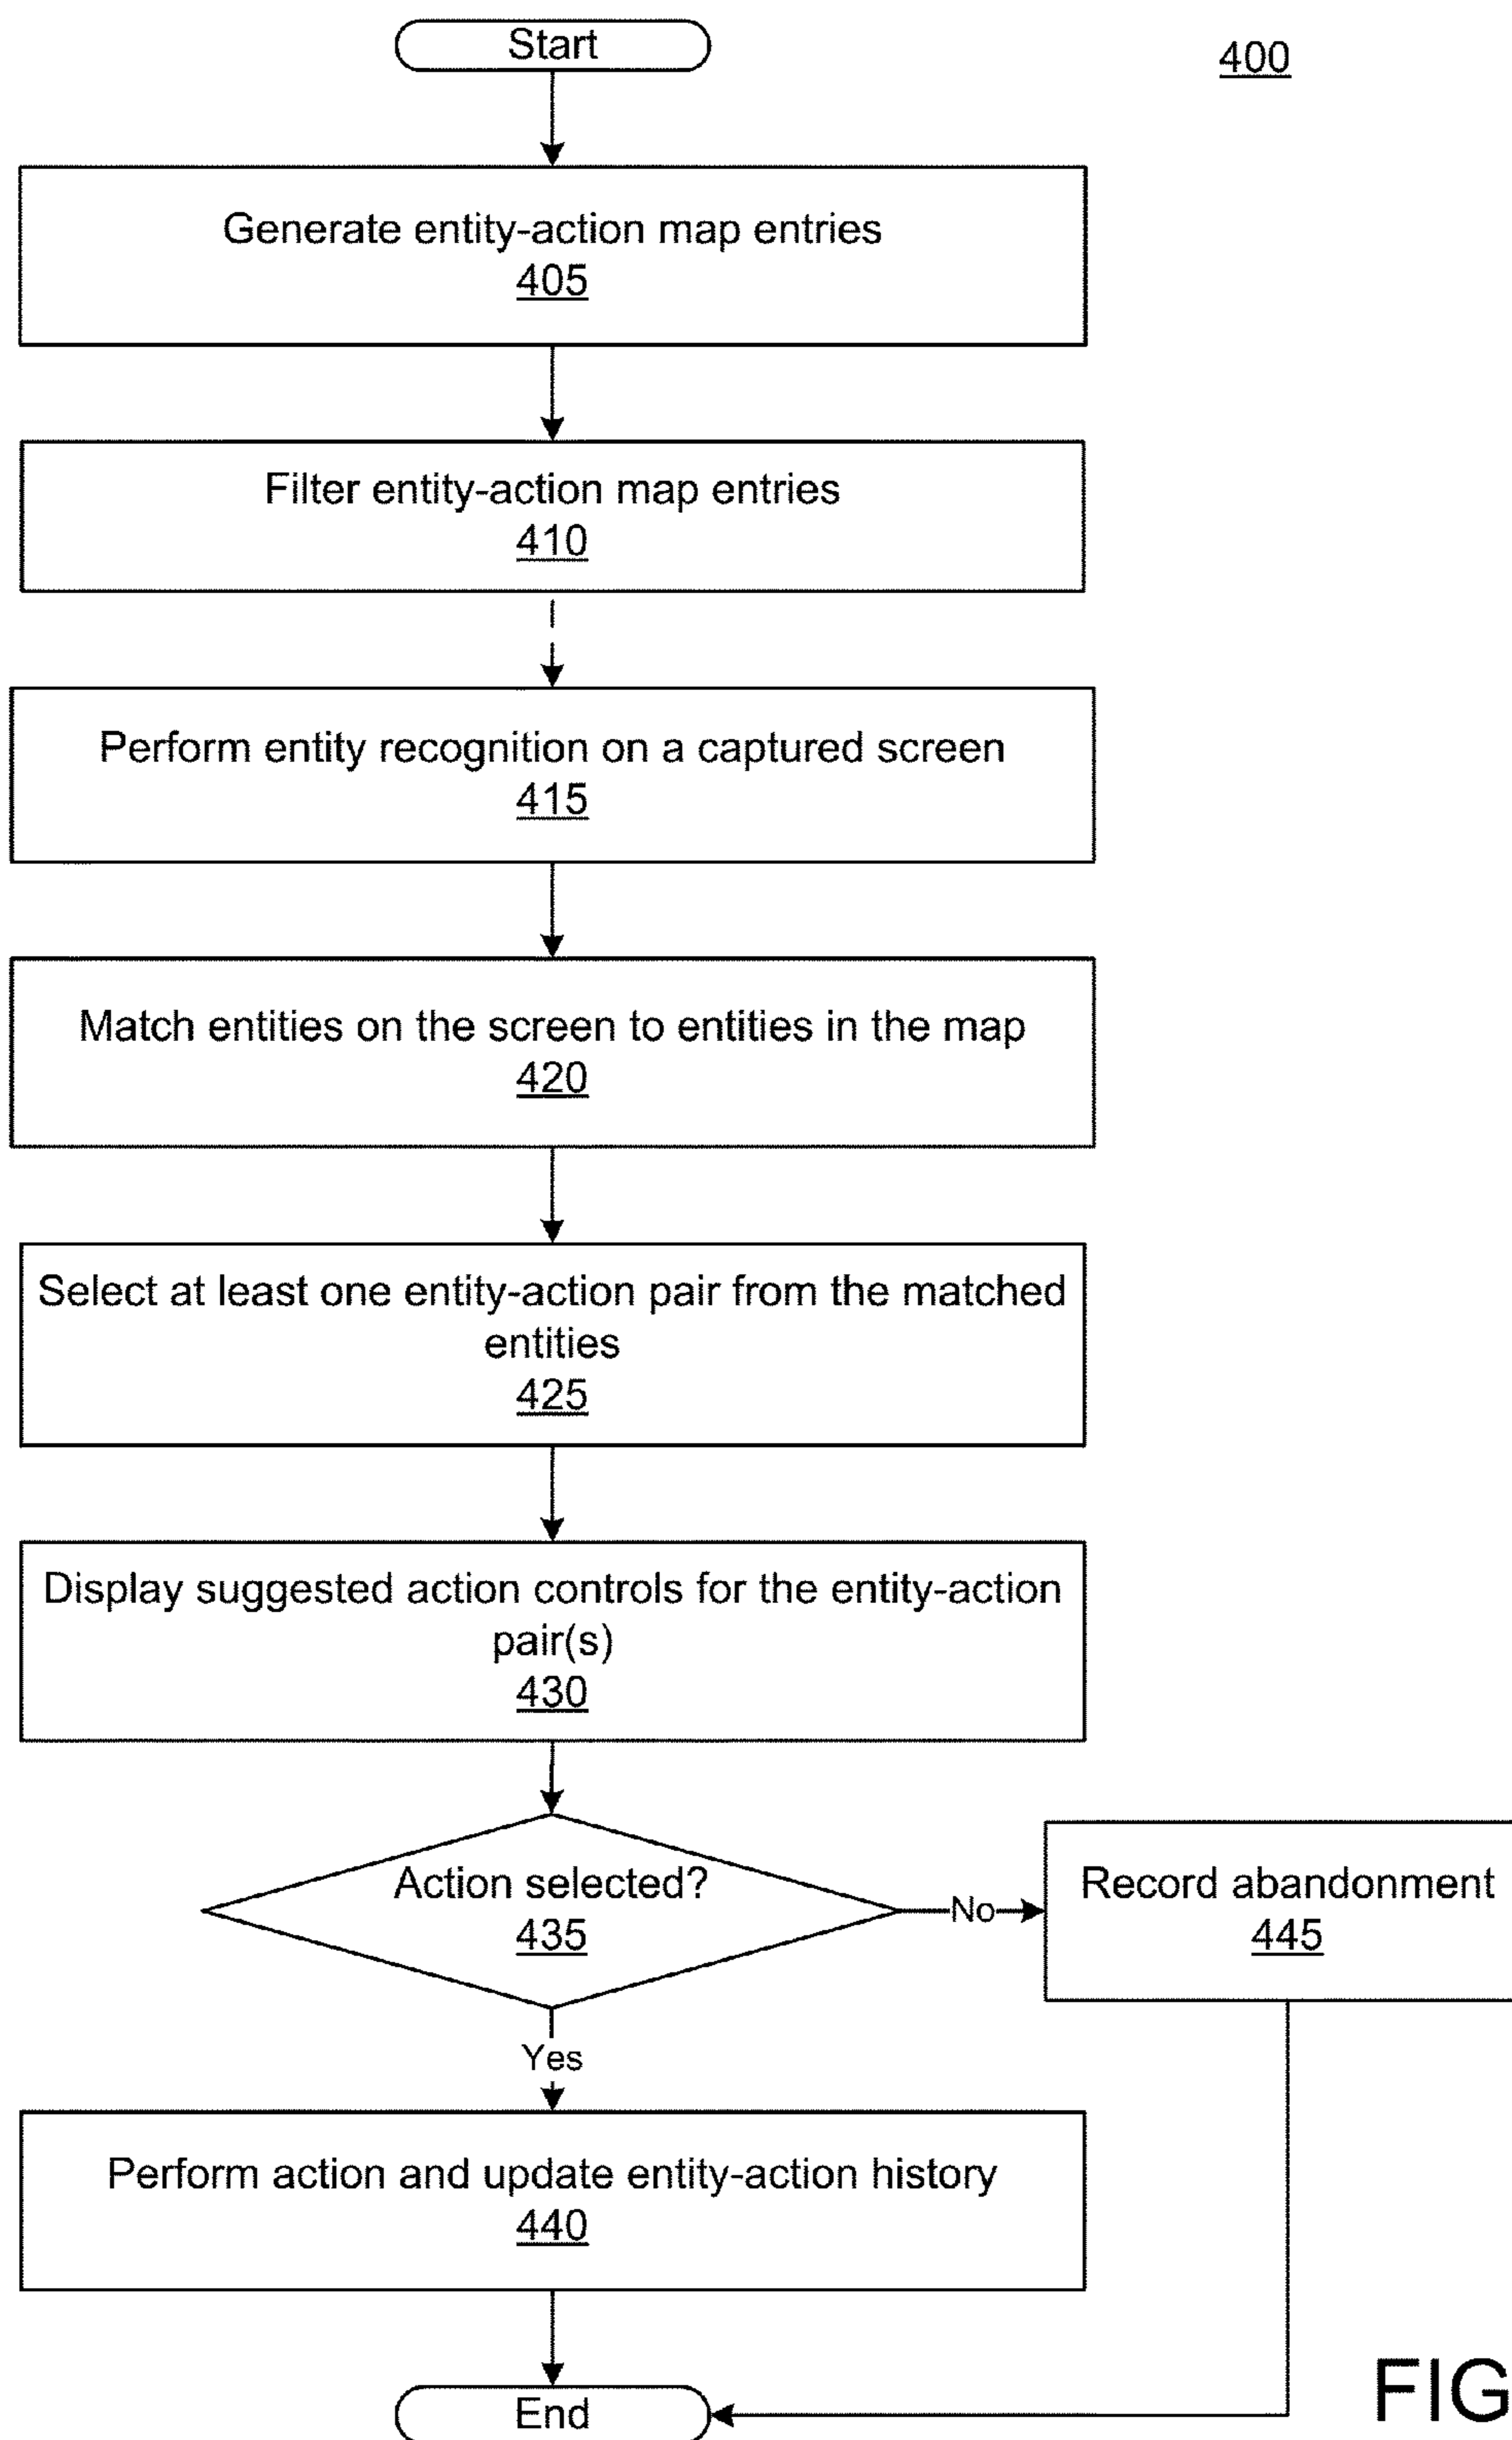 Start
400
Generate entity-action map entries
405
Filter entity-action map entries
410
Perform entity recognition on a captured screen
415
Match entities on the screen to entities in the map
420
Select at least one entity-action pair from the matched
entities
425
Display suggested action controls for the entity-action
pair(s)
430
Action selected?
435
No
Record abandonment
445
Yes
Perform action and update entity-action history
440
End
FIG